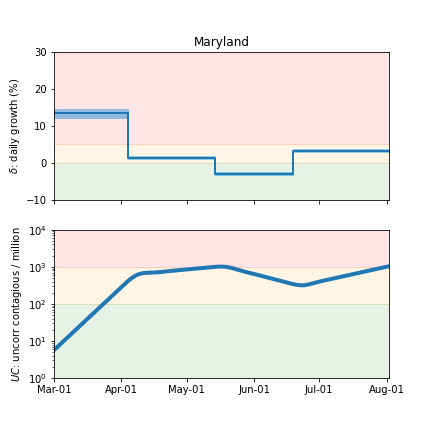 Maryland
δ: daily growth (%)
30
20
10
0
−10
UC: uncorr contagious / million
10⁴
10³
10²
10¹
10⁰
Mar-01 Apr-01 May-01 Jun-01 Jul-01 Aug-01